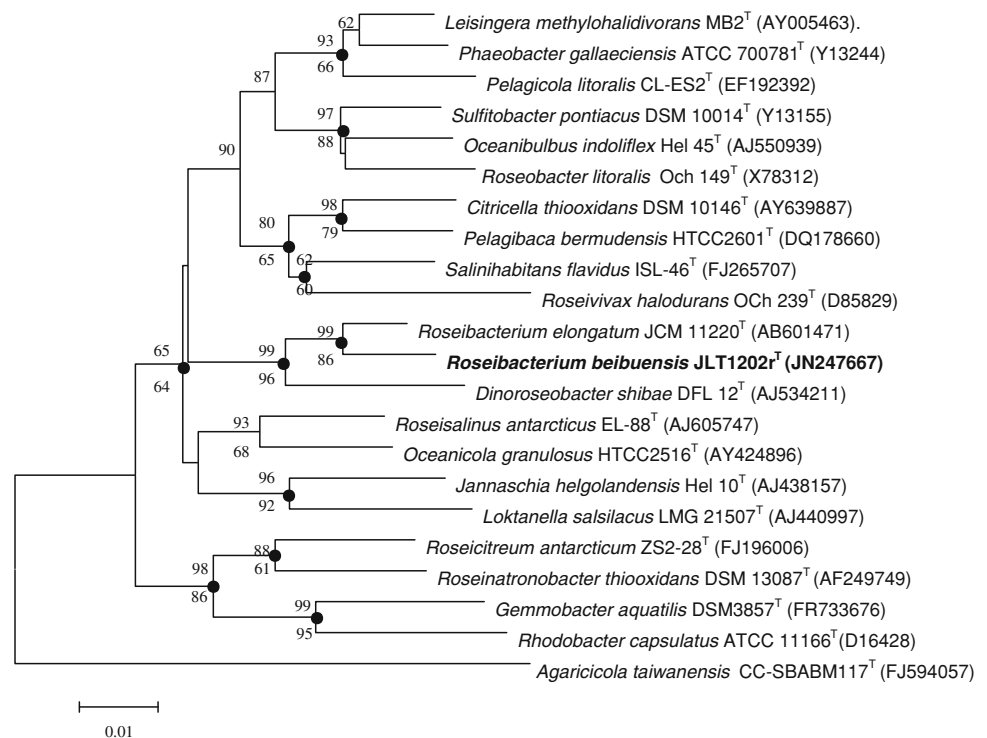 62
Leisingera methylohalidivorans MB2ᵀ (AY005463).
93
Phaeobacter gallaeciensis ATCC 700781ᵀ (Y13244)
66
87
Pelagicola litoralis CL-ES2ᵀ (EF192392)
97
Sulfitobacter pontiacus DSM 10014ᵀ (Y13155)
88
Oceanibulbus indoliflex Hel 45ᵀ (AJ550939)
90
Roseobacter litoralis Och 149ᵀ (X78312)
98
Citricella thiooxidans DSM 10146ᵀ (AY639887)
80
79
Pelagibaca bermudensis HTCC2601ᵀ (DQ178660)
65
62
Salinihabitans flavidus ISL-46ᵀ (FJ265707)
60
Roseivivax halodurans OCh 239ᵀ (D85829)
99
Roseibacterium elongatum JCM 11220ᵀ (AB601471)
65
99
86
Roseibacterium beibuensis JLT1202rᵀ (JN247667)
64
96
Dinoroseobacter shibae DFL 12ᵀ (AJ534211)
93
Roseisalinus antarcticus EL-88ᵀ (AJ605747)
68
Oceanicola granulosus HTCC2516ᵀ (AY424896)
96
Jannaschia helgolandensis Hel 10ᵀ (AJ438157)
92
Loktanella salsilacus LMG 21507ᵀ (AJ440997)
88
Roseicitreum antarcticum ZS2-28ᵀ (FJ196006)
98
61
Roseinatronobacter thiooxidans DSM 13087ᵀ (AF249749)
86
99
Gemmobacter aquatilis DSM3857ᵀ (FR733676)
95
Rhodobacter capsulatus ATCC 11166ᵀ(D16428)
Agaricicola taiwanensis CC-SBABM117ᵀ (FJ594057)
0.01